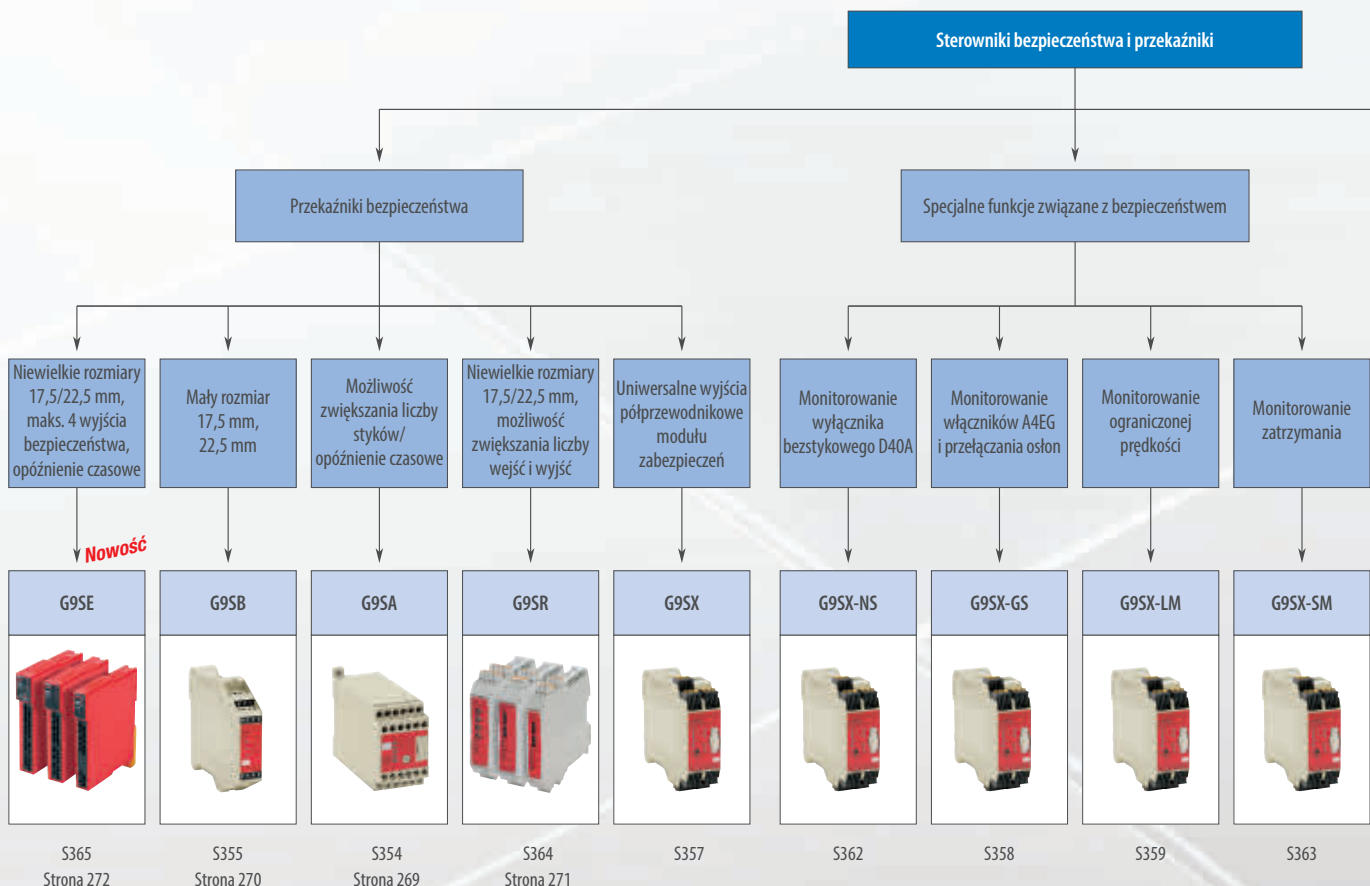 Sterowniki bezpieczeństwa i przekaźniki
Przekaźniki bezpieczeństwa
Specjalne funkcje związane z bezpieczeństwem
Niewielkie rozmiary
17,5/22,5 mm,
maks. 4 wyjścia
bezpieczeństwa,
opóźnienie czasowe
Mały rozmiar
17,5 mm,
22,5 mm
Możliwość
zwiększania liczby
styków/
opóźnienie czasowe
Niewielkie rozmiary
17,5/22,5 mm,
możliwość
zwiększania liczby
wejść i wyjść
Uniwersalne wyjścia
półprzewodnikowe
modułu
zabezpieczeń
Monitorowanie
wyłącznika
bezstykowego D40A
Monitorowanie
włączników A4EG
i przełączania osłon
Monitorowanie
ograniczonej
prędkości
Monitorowanie
zatrzymania
Nowość
G9SE
G9SB
G9SA
G9SR
G9SX
G9SX-NS
G9SX-GS
G9SX-LM
G9SX-SM
S365
Strona 272
S355
Strona 270
S354
Strona 269
S364
Strona 271
S357
S362
S358
S359
S363